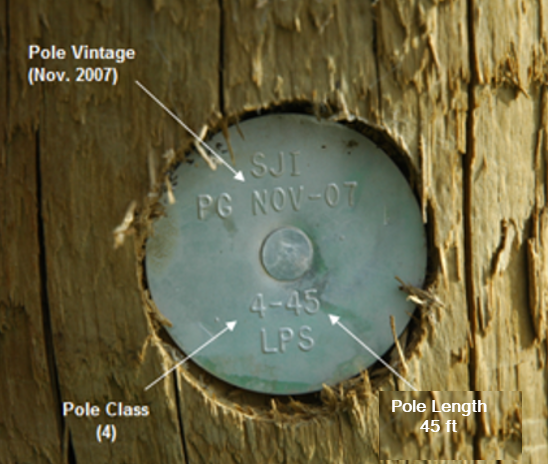 Pole Vintage
(Nov. 2007)
SJI
PG NOV-07
4-45
LPS
Pole Class
(4)
Pole Length
45 ft